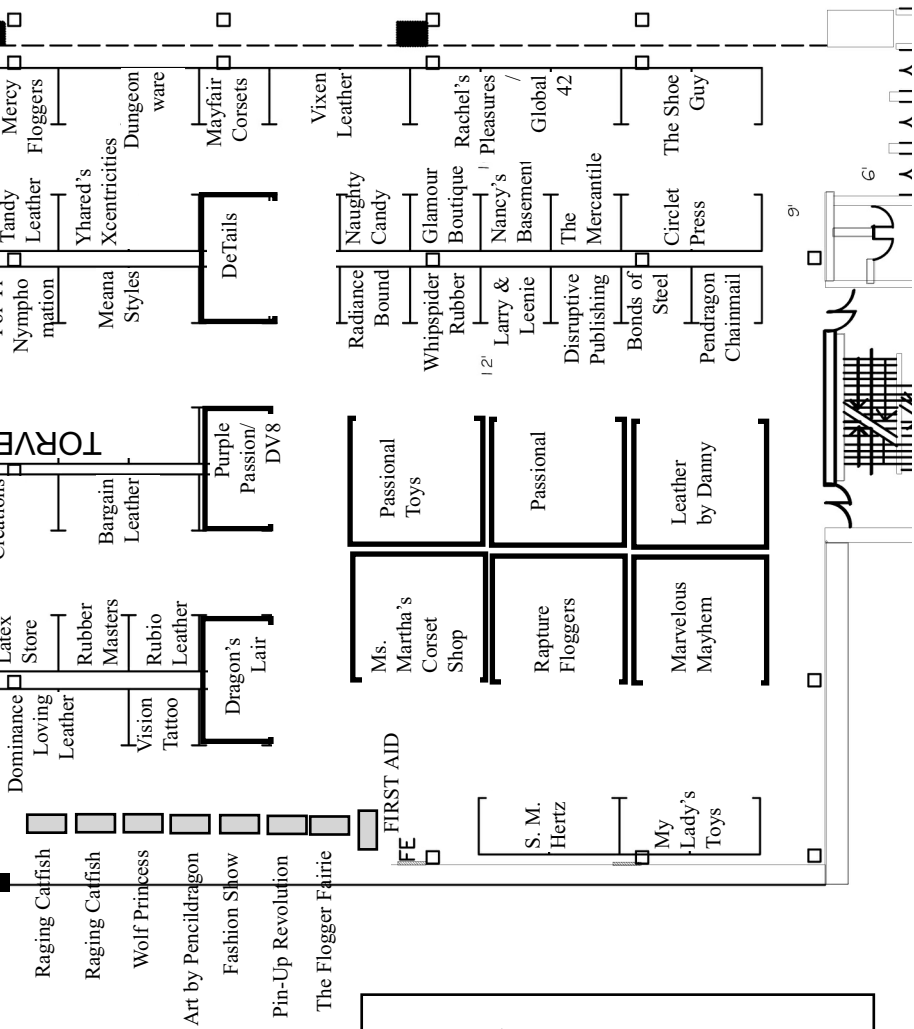 Mercy
Floggers
Dungeon
ware
Mayfair
Corsets
Vixen
Leather
Rachel's
Pleasures /
Global
42
The Shoe
Guy
Tandy
Leather
Yhared's
Xcentricities
DeTails
Naughty
Candy
Glamour
Boutique
Nancy's
Basement
The
Mercantile
Circlet
Press
9'
6'
Nympho
mation
Meana
Styles
Radiance
Bound
Whipspider
Rubber
Larry &
Leenie
Disruptive
Publishing
Bonds of
Steel
Pendragon
Chainmail
12'
TORVE
Creations
Bargain
Leather
Purple
Passion/
DV8
Passional
Toys
Passional
Leather
by Danny
Latex
Store
Rubber
Masters
Rubio
Leather
Dragon's
Lair
Ms.
Martha's
Corset
Shop
Rapture
Floggers
Marvelous
Mayhem
Dominance
Loving
Leather
Vision
Tattoo
FIRST AID
FE
S. M.
Hertz
My
Lady's
Toys
Raging Catfish
Raging Catfish
Wolf Princess
Art by Pencildragon
Fashion Show
Pin-Up Revolution
The Flogger Fairie